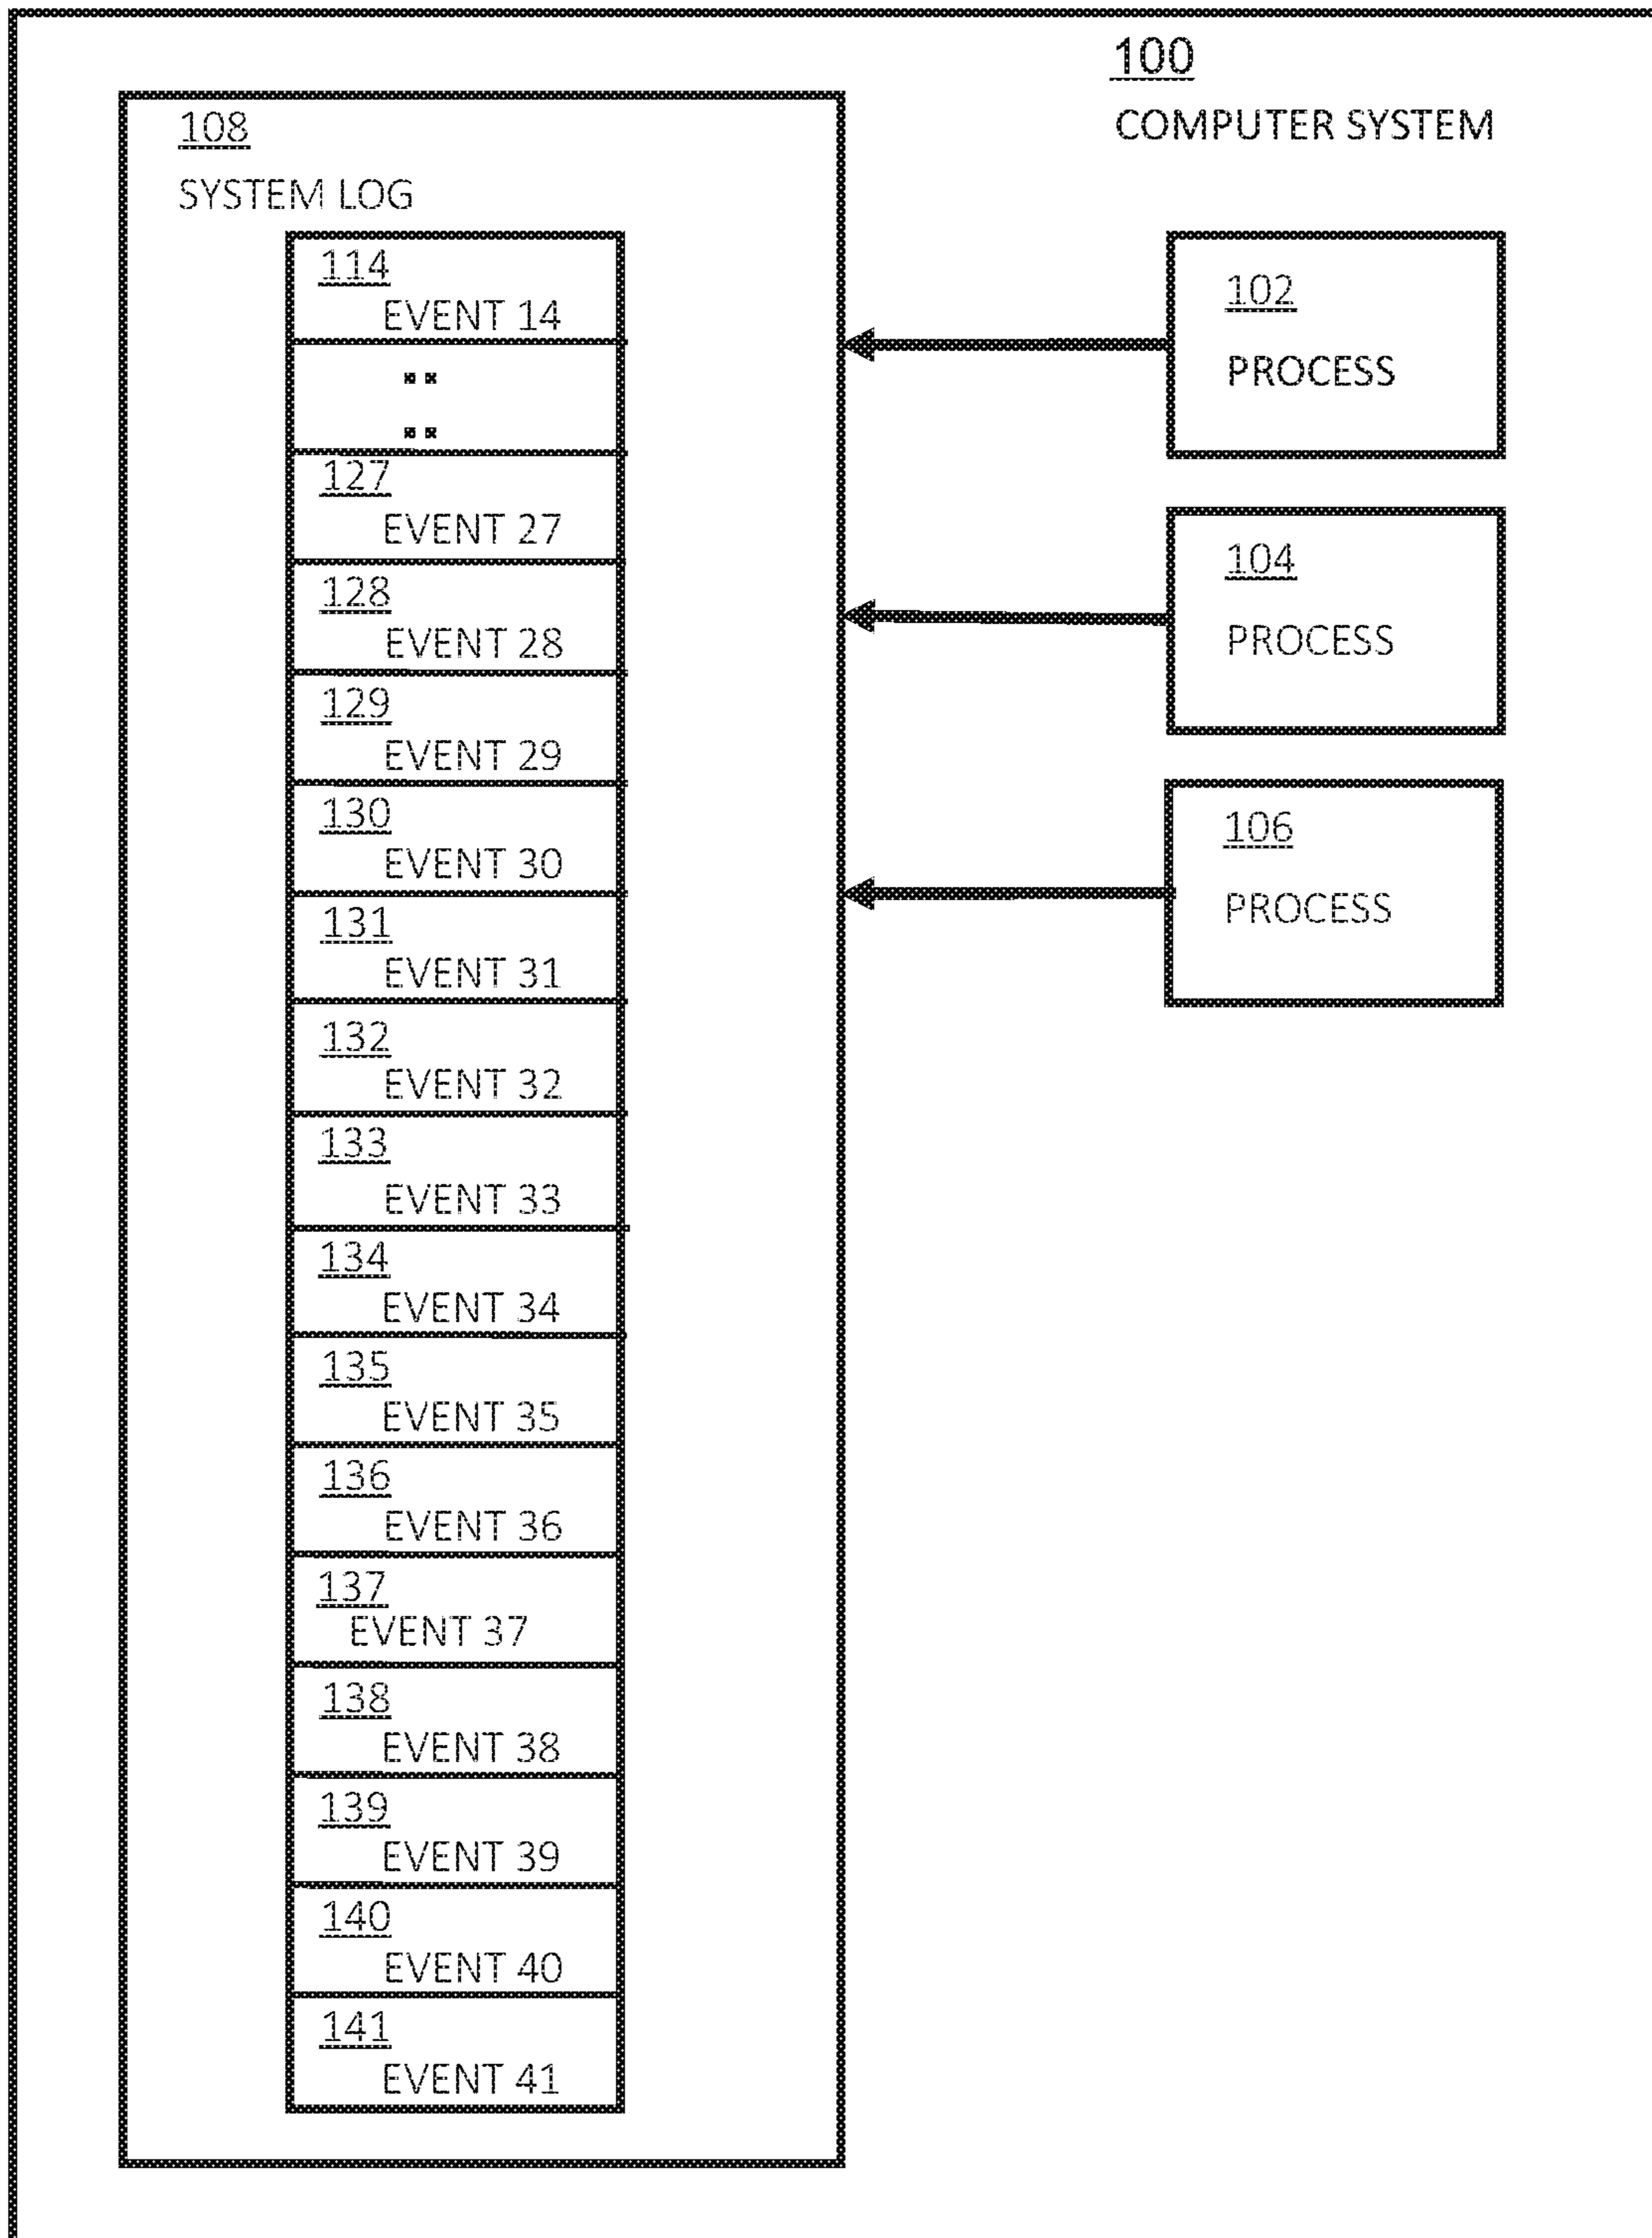 100
COMPUTER SYSTEM
108
SYSTEM LOG
114
EVENT 14
..
..
127
EVENT 27
128
EVENT 28
129
EVENT 29
130
EVENT 30
131
EVENT 31
132
EVENT 32
133
EVENT 33
134
EVENT 34
135
EVENT 35
136
EVENT 36
137
EVENT 37
138
EVENT 38
139
EVENT 39
140
EVENT 40
141
EVENT 41
102
PROCESS
104
PROCESS
106
PROCESS